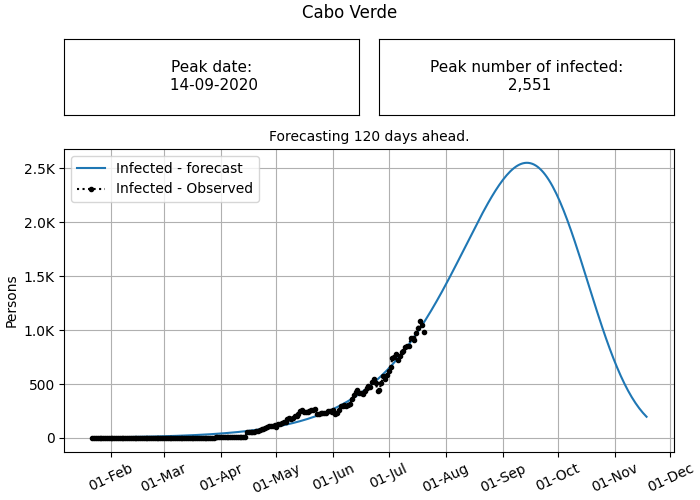 Cabo Verde
Peak date:
14-09-2020
Peak number of infected:
2,551
Forecasting 120 days ahead.
Infected - forecast
Infected - Observed
Persons
2.5K
2.0K
1.5K
1.0K
500
0
01-Feb
01-Mar
01-Apr
01-May
01-Jun
01-Jul
01-Aug
01-Sep
01-Oct
01-Nov
01-Dec